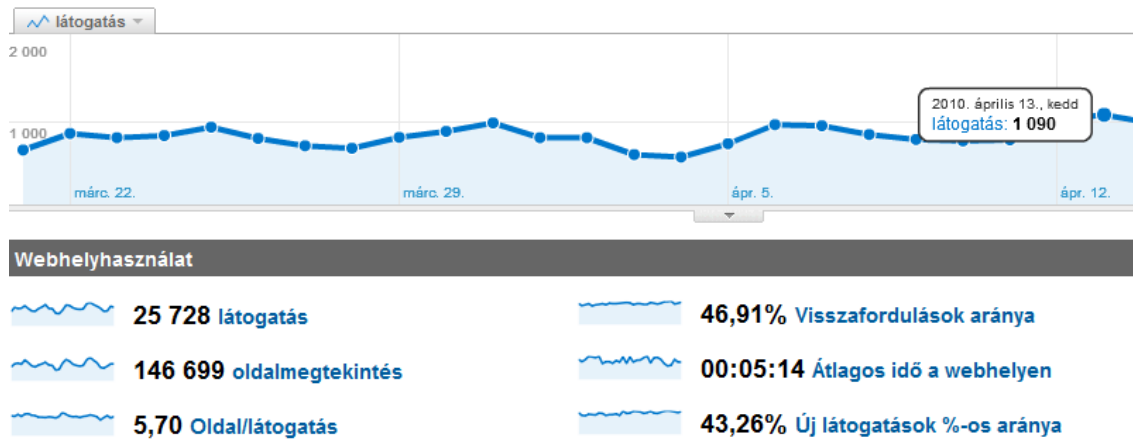 látogatás
2 000
1 000
2010. április 13., kedd
látogatás: 1 090
márc. 22.
márc. 29.
ápr. 5.
ápr. 12.
Webhelyhasználat
25 728 látogatás
46,91% Visszafordulások aránya
146 699 oldalmegtekintés
00:05:14 Átlagos idő a webhelyen
5,70 Oldal/látogatás
43,26% Új látogatások %-os aránya